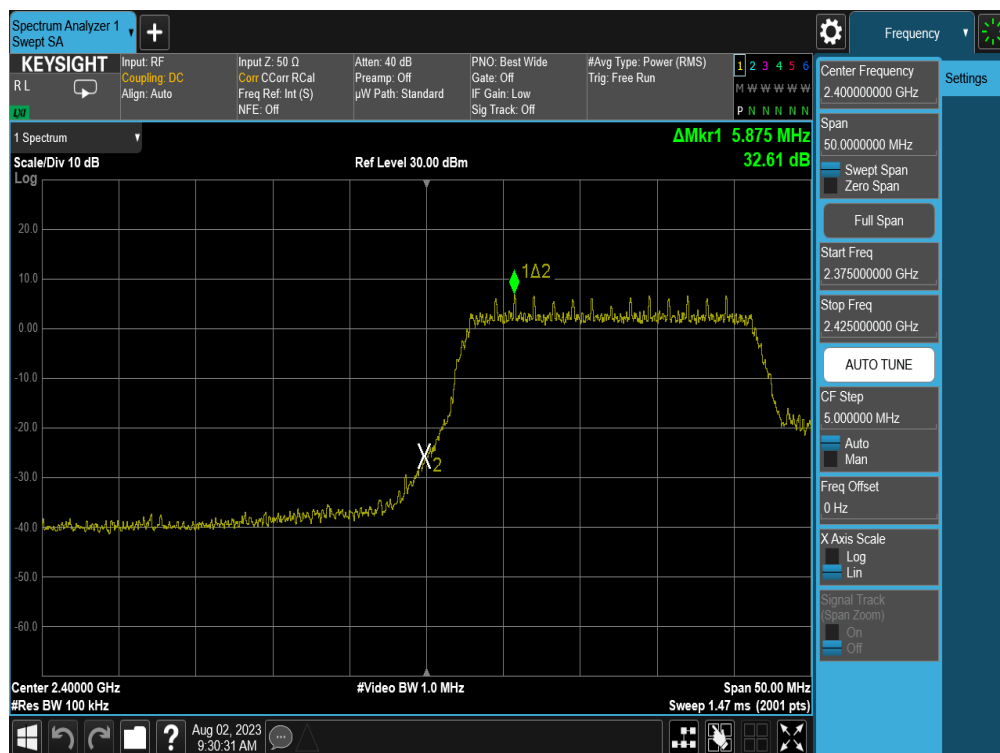 Spectrum Analyzer 1
Swept SA
Frequency
KEYSIGHT
R L
LXI
Input: RF
Coupling: DC
Align: Auto
Input Z: 50 Ω
Corr CCorr RCal
Freq Ref: Int (S)
NFE: Off
Atten: 40 dB
Preamp: Off
µW Path: Standard
PNO: Best Wide
Gate: Off
IF Gain: Low
Sig Track: Off
#Avg Type: Power (RMS)
Trig: Free Run
1 2 3 4 5 6
M W W W W W
P N N N N N
1 Spectrum
Scale/Div 10 dB
Log
Ref Level 30.00 dBm
ΔMkr1 5.875 MHz
32.61 dB
20.0
10.0
0.00
-10.0
-20.0
-30.0
-40.0
-50.0
-60.0
1Δ2
2
Center 2.40000 GHz
#Res BW 100 kHz
#Video BW 1.0 MHz
Span 50.00 MHz
Sweep 1.47 ms (2001 pts)
Center Frequency
2.400000000 GHz
Settings
Span
50.0000000 MHz
Swept Span
Zero Span
Full Span
Start Freq
2.375000000 GHz
Stop Freq
2.425000000 GHz
AUTO TUNE
CF Step
5.000000 MHz
Auto
Man
Freq Offset
0 Hz
X Axis Scale
Log
Lin
Signal Track
(Span Zoom)
On
Off
Aug 02, 2023
9:30:31 AM